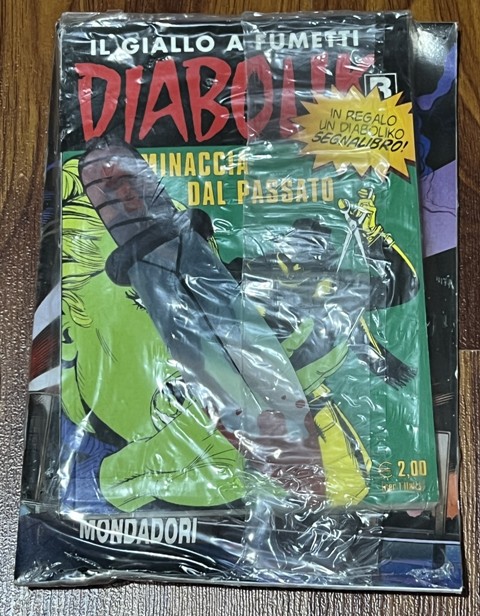 IL GIALLO A FUMETTI
DIABOLIK
R
IN REGALO
UN DIABOLIKO
SEGNALIBRO!
MINACCIA
DAL PASSATO
€ 2,00
MONDADORI